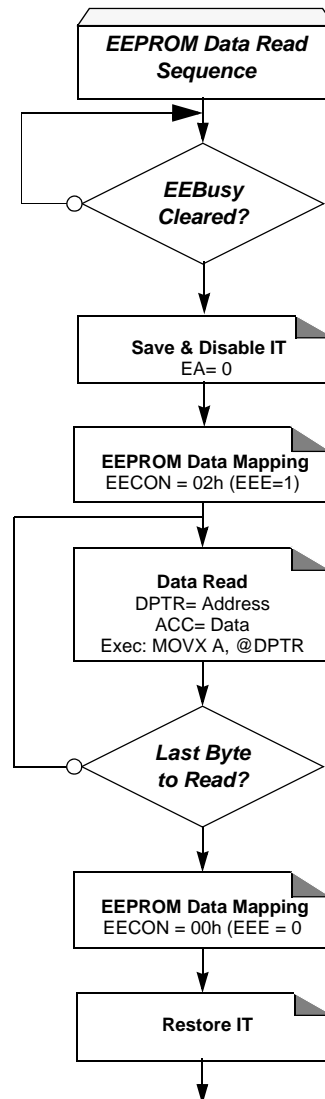 EEPROM Data Read
Sequence
EEBusy
Cleared?
Save & Disable IT
EA= 0
EEPROM Data Mapping
EECON = 02h (EEE=1)
Data Read
DPTR= Address
ACC= Data
Exec: MOVX A, @DPTR
Last Byte
to Read?
EEPROM Data Mapping
EECON = 00h (EEE = 0
Restore IT